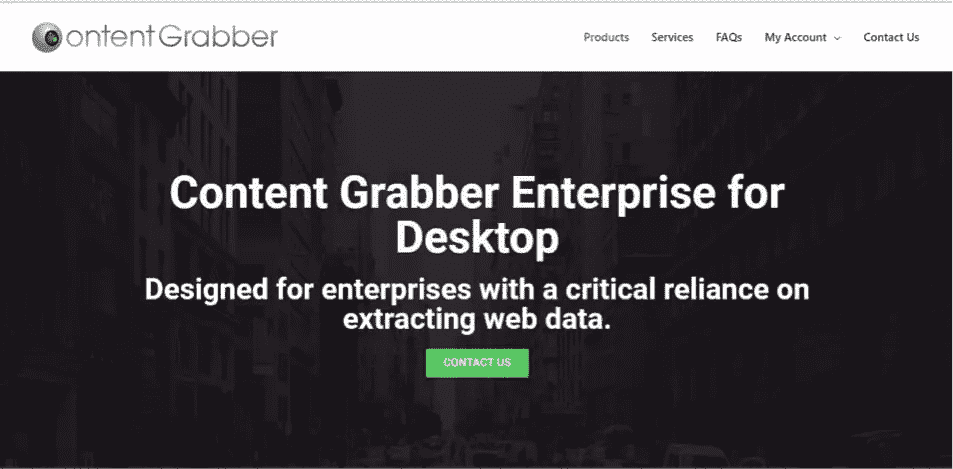 ContentGrabber
Products Services FAQs My Account Contact Us
Content Grabber Enterprise for
Desktop
Designed for enterprises with a critical reliance on
extracting web data.
CONTACT US